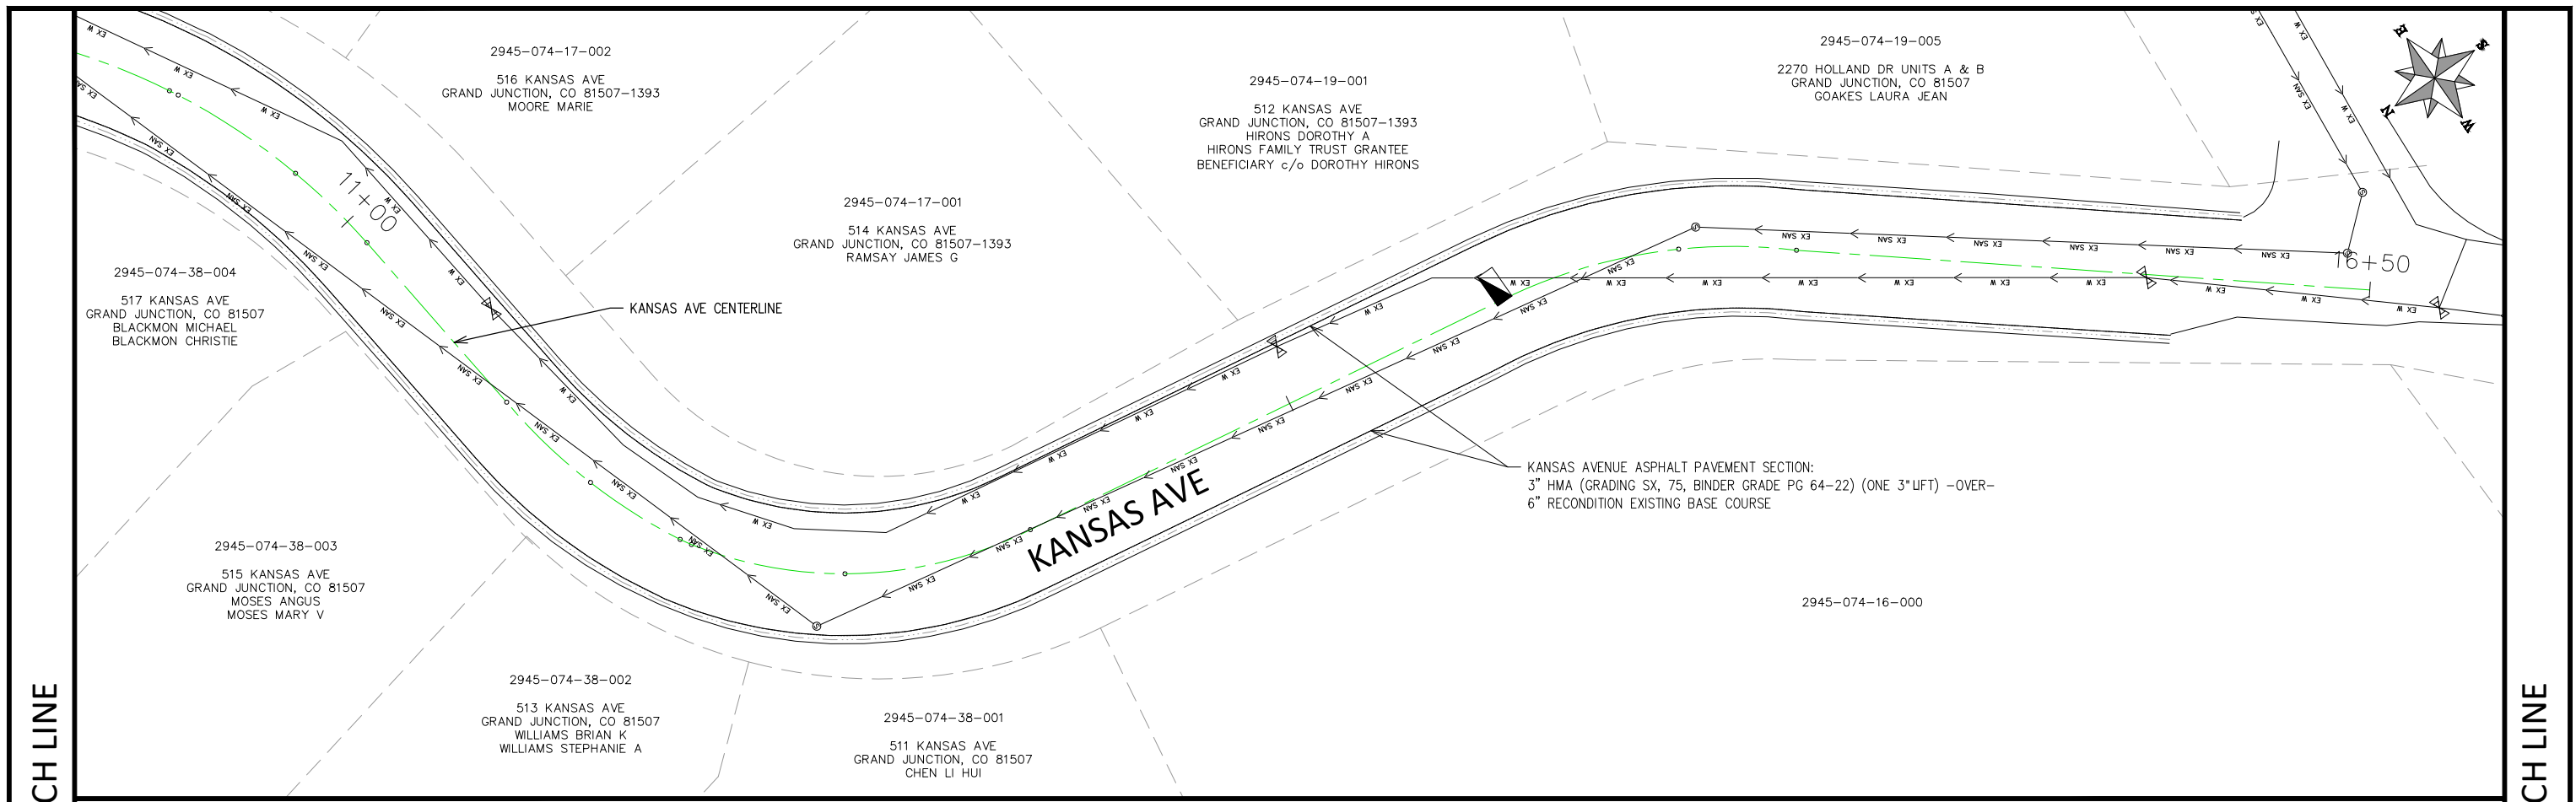 2945-074-17-002
516 KANSAS AVE
GRAND JUNCTION, CO 81507-1393
MOORE MARIE
2945-074-19-001
512 KANSAS AVE
GRAND JUNCTION, CO 81507-1393
HIRONS DOROTHY A
HIRONS FAMILY TRUST GRANTEE
BENEFICIARY c/o DOROTHY HIRONS
2945-074-19-005
2270 HOLLAND DR UNITS A & B
GRAND JUNCTION, CO 81507
GOAKES LAURA JEAN
E
S
N
W
11+00
2945-074-17-001
514 KANSAS AVE
GRAND JUNCTION, CO 81507-1393
RAMSAY JAMES G
2945-074-38-004
517 KANSAS AVE
GRAND JUNCTION, CO 81507
BLACKMON MICHAEL
BLACKMON CHRISTIE
KANSAS AVE CENTERLINE
16+50
EX W
EX SAN
KANSAS AVE
KANSAS AVENUE ASPHALT PAVEMENT SECTION:
3" HMA (GRADING SX, 75, BINDER GRADE PG 64-22) (ONE 3" LIFT) -OVER-
6" RECONDITION EXISTING BASE COURSE
2945-074-38-003
515 KANSAS AVE
GRAND JUNCTION, CO 81507
MOSES ANGUS
MOSES MARY V
2945-074-16-000
2945-074-38-002
513 KANSAS AVE
GRAND JUNCTION, CO 81507
WILLIAMS BRIAN K
WILLIAMS STEPHANIE A
2945-074-38-001
511 KANSAS AVE
GRAND JUNCTION, CO 81507
CHEN LI HUI
CH LINE
CH LINE